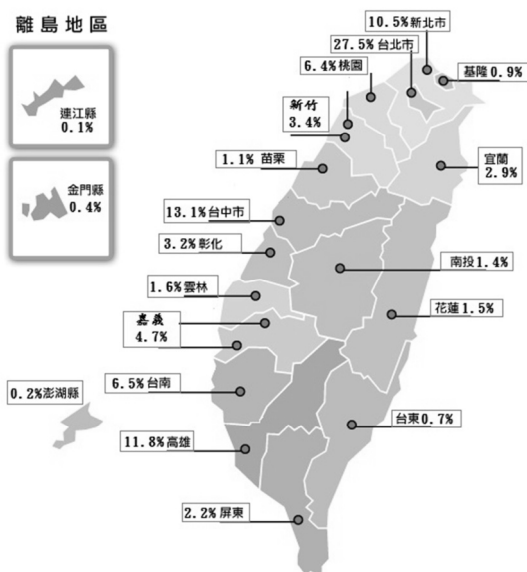 離島地區
10.5%新北市
27.5%台北市
6.4%桃園
基隆0.9%
連江縣
0.1%
新竹
3.4%
1.1%苗栗
宜蘭
2.9%
金門縣
0.4%
13.1%台中市
3.2%彰化
南投1.4%
1.6%雲林
花蓮1.5%
嘉義
4.7%
6.5%台南
0.2%澎湖縣
台東0.7%
11.8%高雄
2.2%屏東